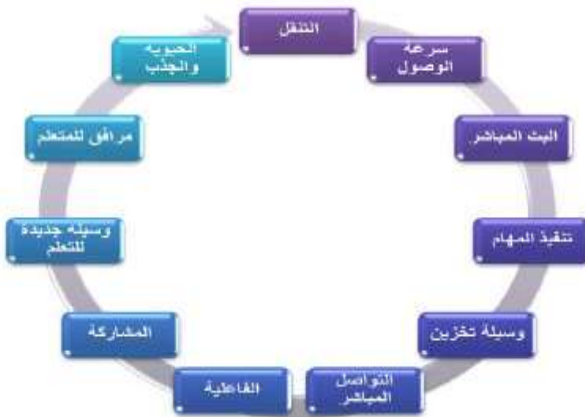 التنقل
سرعة
الوصول
البث المباشر.
تنفيذ المهام
وسيلة تخزين
التواصل
المباشر.
الفاعلية
المشاركة
وسيله جديدة
للتعلم
مرافق للمتعلم
الحيويه
والجذب